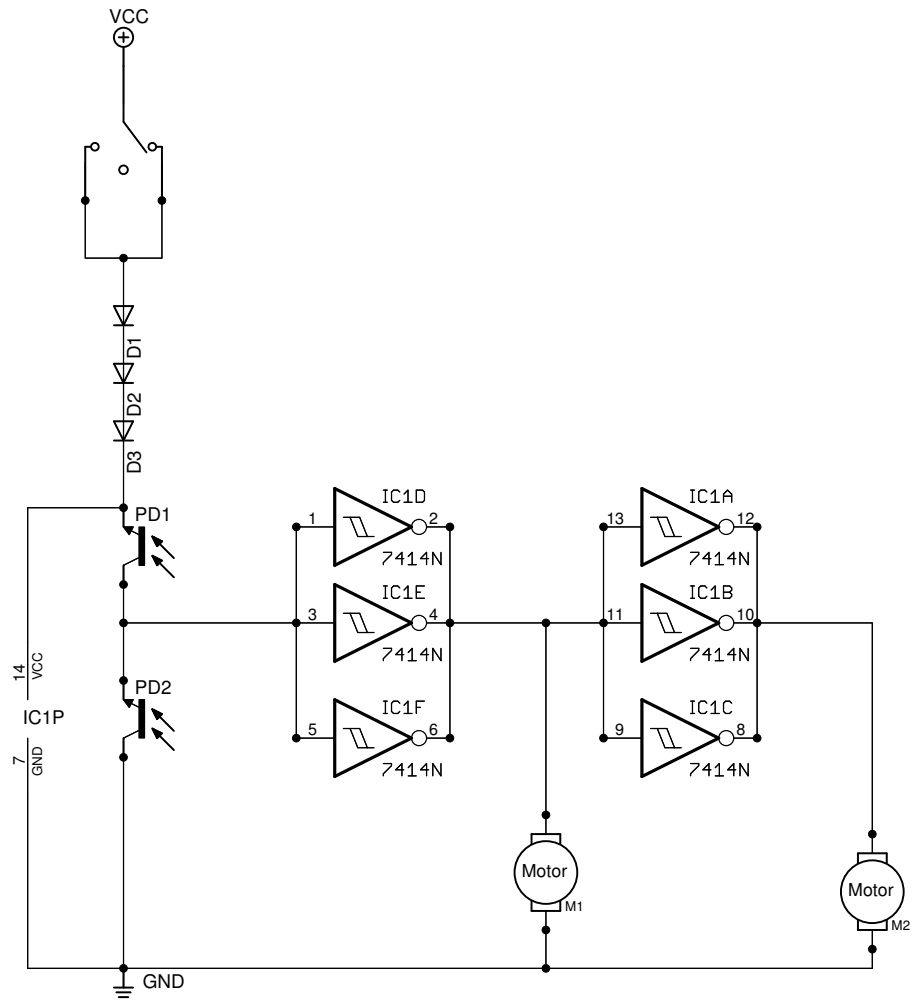 VCC
D1
D2
D3
PD1
IC1D
IC1A
1
2
13
12
7414N
7414N
IC1E
IC1B
3
4
11
10
7414N
7414N
14
VCC
PD2
IC1P
IC1F
IC1C
5
6
9
8
7
GND
7414N
7414N
Motor
M1
Motor
M2
GND